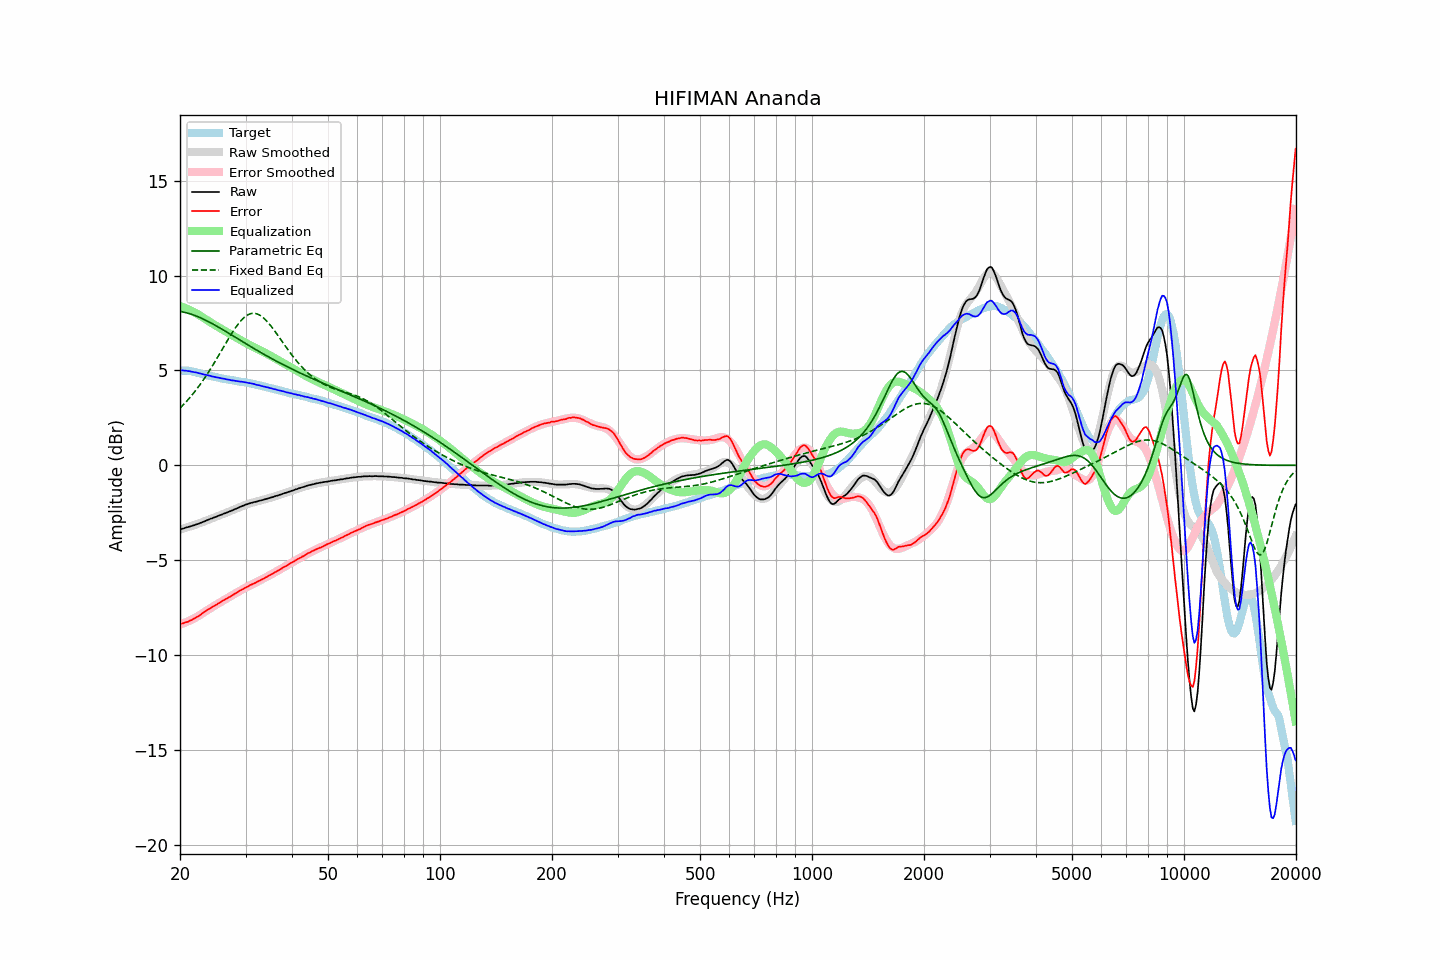 HIFIMAN Ananda
Target
Raw Smoothed
Error Smoothed
Raw
Error
Equalization
Parametric Eq
Fixed Band Eq
Equalized
Amplitude (dBr)
15
10
5
0
−5
−10
−15
−20
20
50
100
200
500
1000
2000
5000
10000
20000
Frequency (Hz)